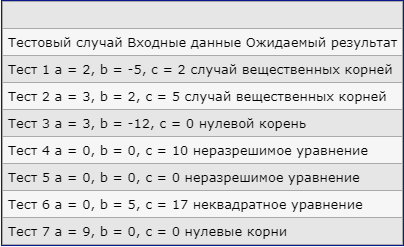 Тестовый случай Входные данные Ожидаемый результат
Тест 1 a = 2, b = -5, c = 2 случай вещественных корней
Тест 2 a = 3, b = 2, c = 5 случай вещественных корней
Тест 3 a = 3, b = -12, c = 0 нулевой корень
Тест 4 a = 0, b = 0, c = 10 неразрешимое уравнение
Тест 5 a = 0, b = 0, c = 0 неразрешимое уравнение
Тест 6 a = 0, b = 5, c = 17 неквадратное уравнение
Тест 7 a = 9, b = 0, c = 0 нулевые корни